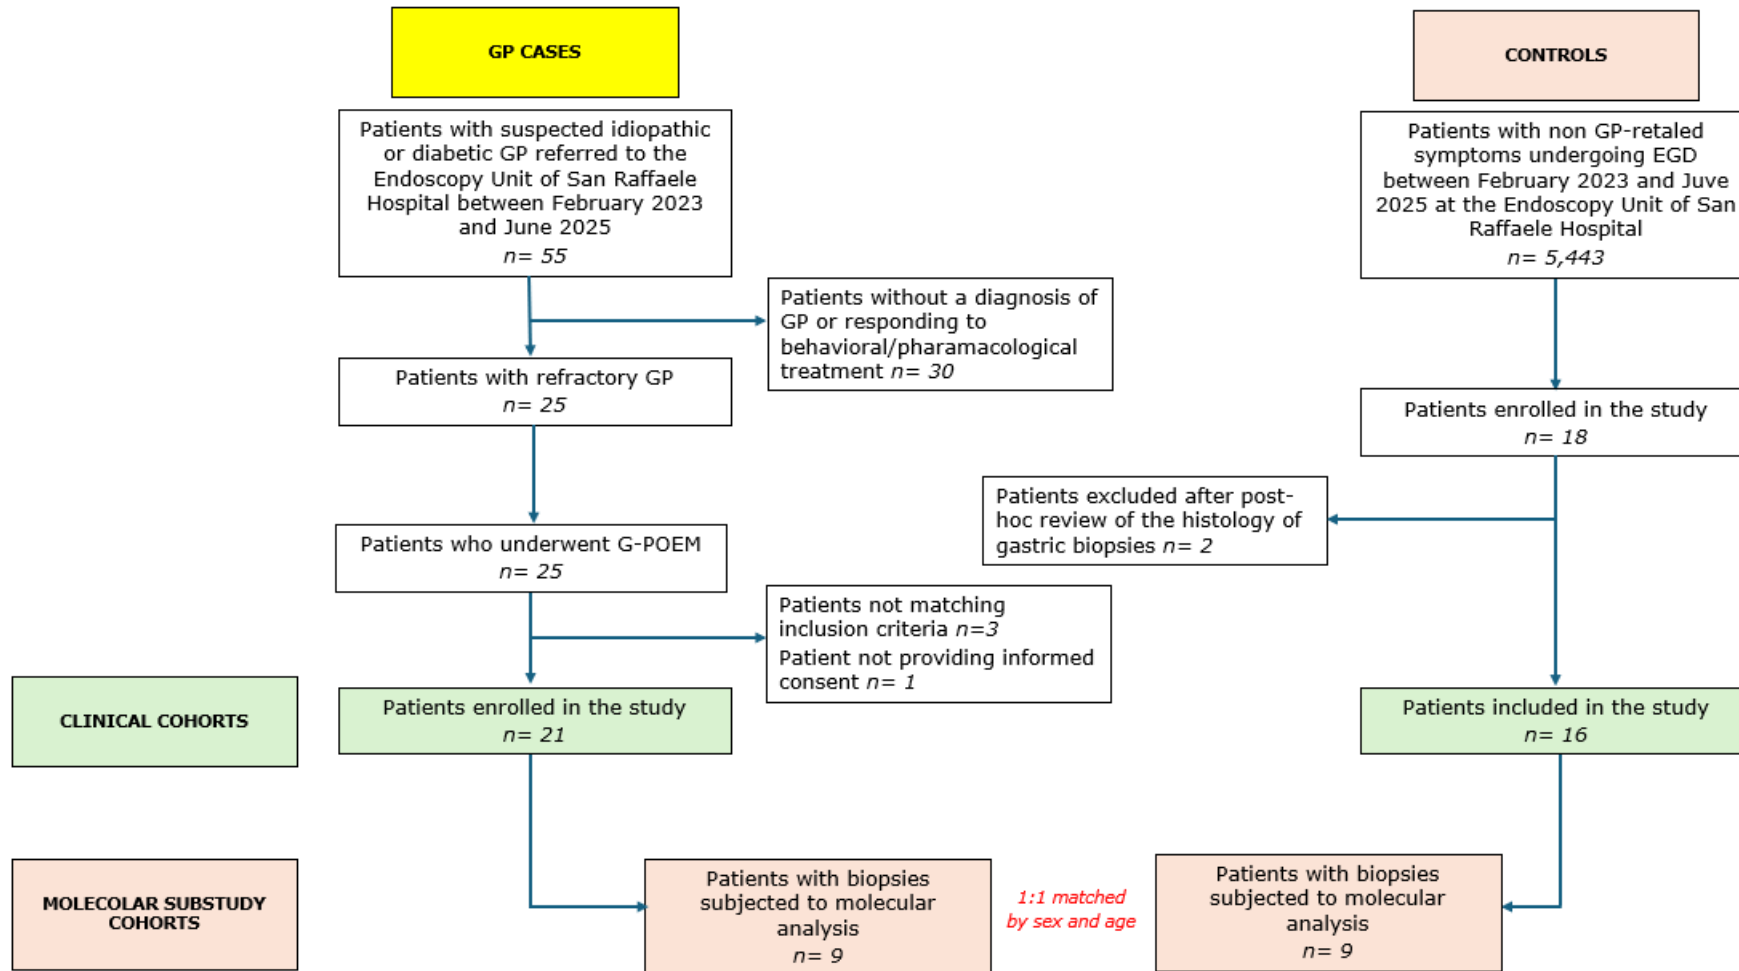 GP CASES
Patients with suspected idiopathic
or diabetic GP referred to the
Endoscopy Unit of San Raffaele
Hospital between February 2023
and June 2025
n= 55
Patients without a diagnosis of
GP or responding to
behavioral/pharamacological
treatment n= 30
Patients with refractory GP
n= 25
Patients who underwent G-POEM
n= 25
Patients not matching
inclusion criteria n=3
Patient not providing informed
consent n= 1
CONTROLS
Patients with non GP-retaled
symptoms undergoing EGD
between February 2023 and Juve
2025 at the Endoscopy Unit of San
Raffaele Hospital
n= 5,443
Patients enrolled in the study
n= 18
Patients excluded after post-
hoc review of the histology of
gastric biopsies n= 2
CLINICAL COHORTS
Patients enrolled in the study
n= 21
Patients included in the study
n= 16
MOLECOLAR SUBSTUDY
COHORTS
Patients with biopsies
subjected to molecular
analysis
n= 9
1:1 matched
by sex and age
Patients with biopsies
subjected to molecular
analysis
n= 9